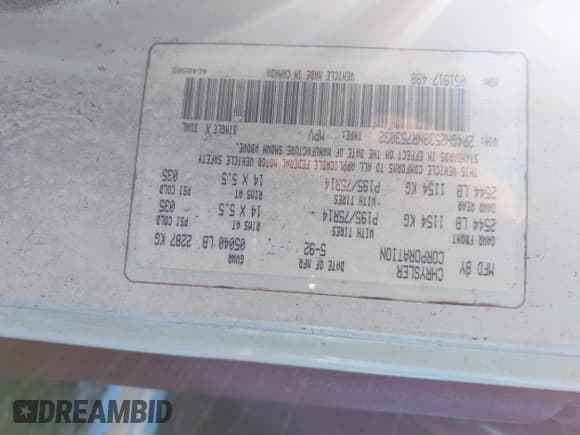 MFD BY
CHRYSLER
CORPORATION
DATE OF MFR
5-92
GVWR
05040 LB
2287 KG
GAWR FRONT
2544 LB
1154 KG
WITH TIRES
P195/75R14
RIMS AT
14 X 5.5
PSI COLD
035
GAWR REAR
2544 LB
1154 KG
WITH TIRES
P195/75R14
RIMS AT
14 X 5.5
PSI COLD
035
THIS VEHICLE CONFORMS TO ALL APPLICABLE FEDERAL MOTOR VEHICLE SAFETY
STANDARDS IN EFFECT ON THE DATE OF MANUFACTURE SHOWN ABOVE.
VIN:
TYPE: MPV
SINGLE X DUAL
MDH: 051917 498
VEHICLE MADE IN CANADA
DREAMBID